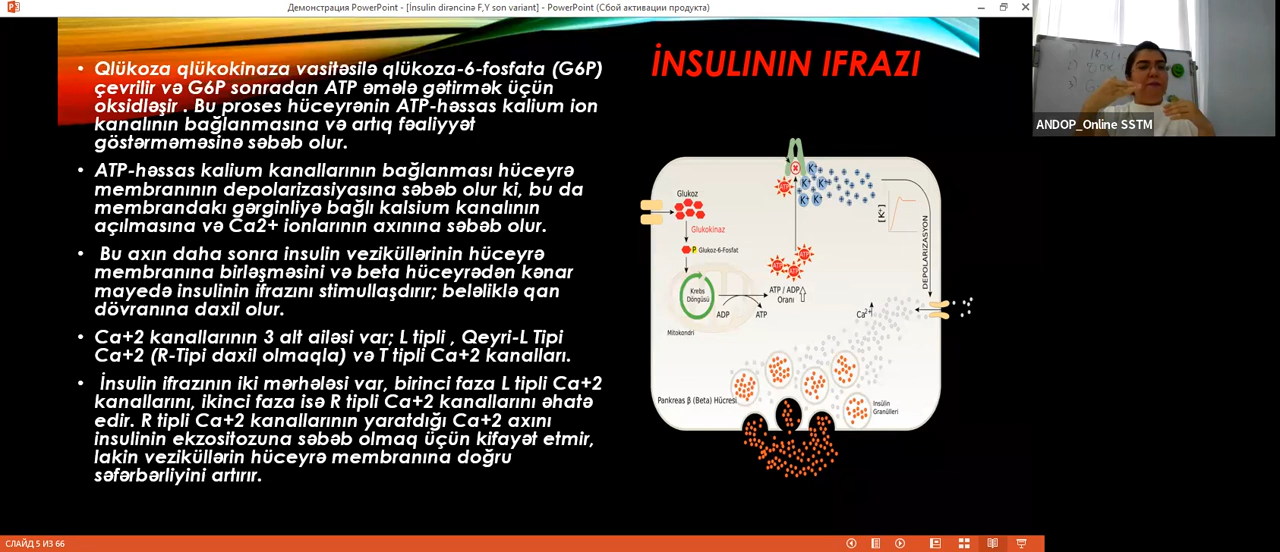 Демонстрация PowerPoint - [İnsulin dirəncinə F,Y son variant] - PowerPoint (Сбой активации продукта)
İNSULININ IFRAZI
• Qlükoza qlükokinaza vasitəsilə qlükoza-6-fosfata (G6P)
çevrilir və G6P sonradan ATP əmələ gətirmək üçün
oksidləşir . Bu proses hüceyrənin ATP-həssas kalium ion
kanalının bağlanmasına və artıq fəaliyyət
göstərməməsinə səbəb olur.
• ATP-həssas kalium kanallarının bağlanması hüceyrə
membranının depolarizasiyasına səbəb olur ki, bu da
membrandakı gərginliyə bağlı kalsium kanalının
açılmasına və Ca2+ ionlarının axınına səbəb olur.
• Bu axın daha sonra insulin veziküllərinin hüceyrə
membranına birləşməsini və beta hüceyrədən kənar
mayedə insulinin ifrazını stimullaşdırır; beləliklə qan
dövranına daxil olur.
• Ca+2 kanallarının 3 alt ailəsi var; L tipli , Qeyri-L Tipi
Ca+2 (R-Tipi daxil olmaqla) və T tipli Ca+2 kanalları.
• İnsulin ifrazının iki mərhələsi var, birinci faza L tipli Ca+2
kanallarını, ikinci faza isə R tipli Ca+2 kanallarını əhatə
edir. R tipli Ca+2 kanallarının yaratdığı Ca+2 axını
insulinin ekzositozuna səbəb olmaq üçün kifayət etmir,
lakin veziküllərin hüceyrə membranına doğru
səfərbərliyini artırır.
Glukoz
Glukokinaz
P Glukoz-6-Fosfat
Krebs
Döngüsü
Mitokondri
ADP
ATP
ATP / ADP
Oranı
ATP
ATP
ATP
ATP
K+
K+
K+
K+
K+
[K+]
DEPOLARIZASYON
Ca2+
Pankreas β (Beta) Hücresi
İnsülin
Granülleri
ANDOP_Online SSTM
СЛАЙД 5 ИЗ 66